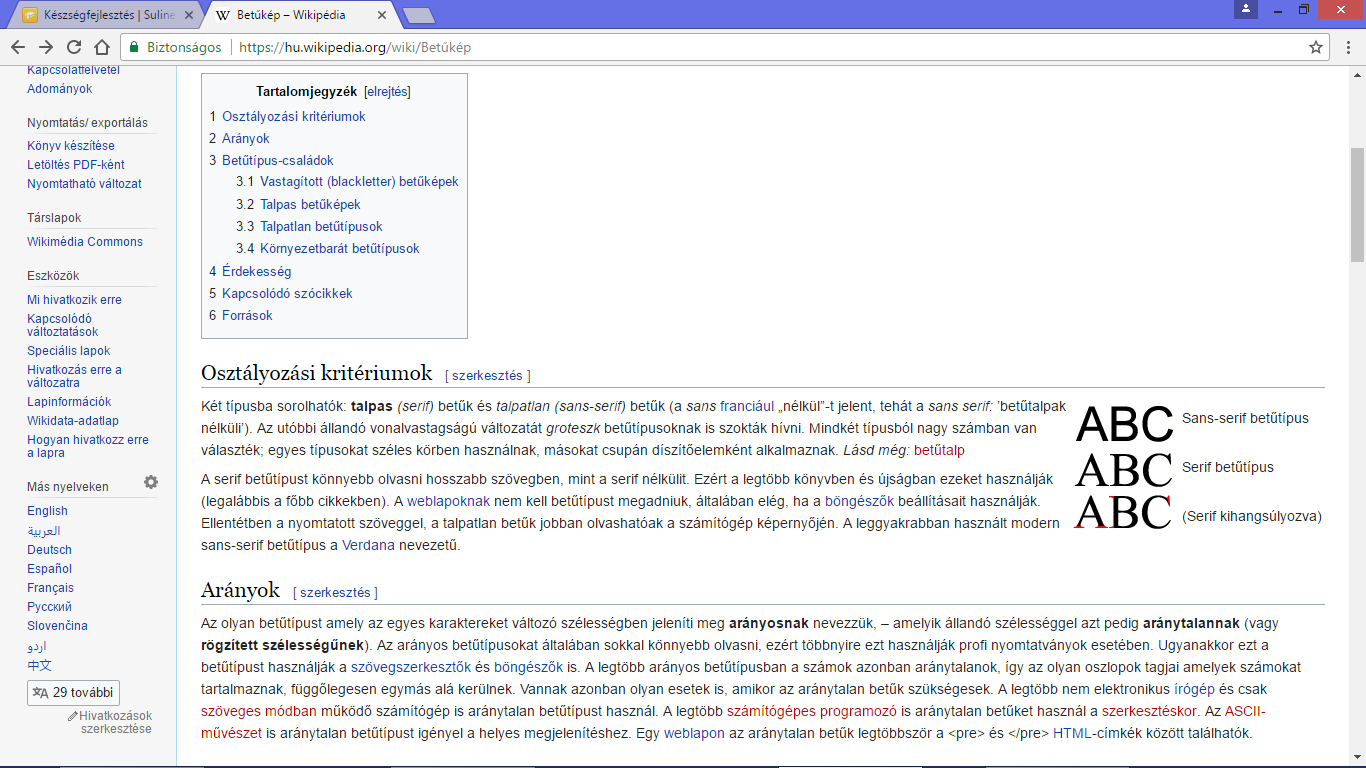 Készségfejlesztés | Suline
Betűkép – Wikipédia
Biztonságos
https://hu.wikipedia.org/wiki/Betűkép
Kapcsolatfelvétel
Adományok
Nyomtatás/ exportálás
Könyv készítése
Letöltés PDF-ként
Nyomtatható változat
Társlapok
Wikimédia Commons
Eszközök
Mi hivatkozik erre
Kapcsolódó
változtatások
Speciális lapok
Hivatkozás erre a
változatra
Lapinformációk
Wikidata-adatlap
Hogyan hivatkozz erre
a lapra
Más nyelveken
English
العربية
Deutsch
Español
Français
Русский
Slovenčina
اردو
中文
29 további
Hivatkozások
szerkesztése
Tartalomjegyzék [elrejtés]
1 Osztályozási kritériumok
2 Arányok
3 Betűtípus-családok
3.1 Vastagított (blackletter) betűképek
3.2 Talpas betűképek
3.3 Talpatlan betűtípusok
3.4 Környezetbarát betűtípusok
4 Érdekesség
5 Kapcsolódó szócikkek
6 Források
Osztályozási kritériumok [ szerkesztés ]
Két típusba sorolhatók: talpas (serif) betűk és talpatlan (sans-serif) betűk (a sans franciául „nélkül”-t jelent, tehát a sans serif: 'betűtalpak
nélküli'). Az utóbbi állandó vonalvastagságú változatát groteszk betűtípusoknak is szokták hívni. Mindkét típusból nagy számban van
választék; egyes típusokat széles körben használnak, másokat csupán díszítőelemként alkalmaznak. Lásd még: betűtalp
A serif betűtípust könnyebb olvasni hosszabb szövegben, mint a serif nélkülit. Ezért a legtöbb könyvben és újságban ezeket használják
(legalábbis a főbb cikkekben). A weblapoknak nem kell betűtípust megadniuk, általában elég, ha a böngészők beállításait használják.
Ellentétben a nyomtatott szöveggel, a talpatlan betűk jobban olvashatóak a számítógép képernyőjén. A leggyakrabban használt modern
sans-serif betűtípus a Verdana nevezetű.
ABC Sans-serif betűtípus
ABC Serif betűtípus
ABC (Serif kihangsúlyozva)
Arányok [ szerkesztés ]
Az olyan betűtípust amely az egyes karaktereket változó szélességben jeleníti meg arányosnak nevezzük, – amelyik állandó szélességgel azt pedig aránytalannak (vagy
rögzített szélességűnek). Az arányos betűtípusokat általában sokkal könnyebb olvasni, ezért többnyire ezt használják profi nyomtatványok esetében. Ugyanakkor ezt a
betűtípust használják a szövegszerkesztők és böngészők is. A legtöbb arányos betűtípusban a számok azonban aránytalanok, így az olyan oszlopok tagjai amelyek számokat
tartalmaznak, függőlegesen egymás alá kerülnek. Vannak azonban olyan esetek is, amikor az aránytalan betűk szükségesek. A legtöbb nem elektronikus írógép és csak
szöveges módban működő számítógép is aránytalan betűtípust használ. A legtöbb számítógépes programozó is aránytalan betűket használ a szerkesztéskor. Az ASCII-
művészet is aránytalan betűtípust igényel a helyes megjelenítéshez. Egy weblapon az aránytalan betűk legtöbbször a <pre> és </pre> HTML-címkék között találhatók.